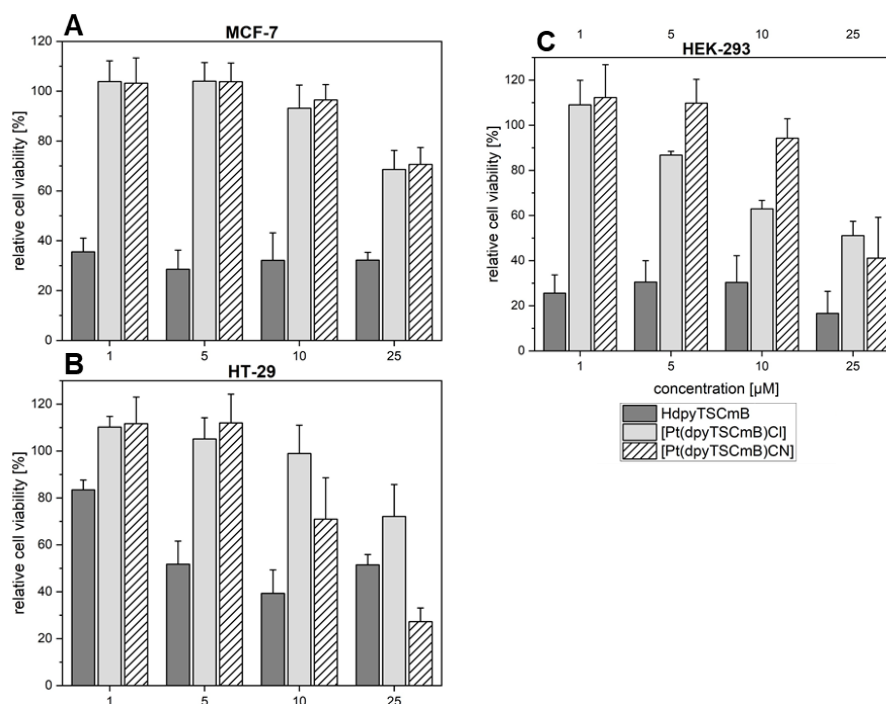 A
MCF-7
relative cell viability [%]
120
100
80
60
40
20
0
1 5 10 25
B
HT-29
relative cell viability [%]
120
100
80
60
40
20
0
1 5 10 25
C
1 5 10 25
HEK-293
relative cell viability [%]
120
100
80
60
40
20
0
1 5 10 25
concentration [µM]
HdpyTSCmB
[Pt(dpyTSCmB)Cl]
[Pt(dpyTSCmB)CN]